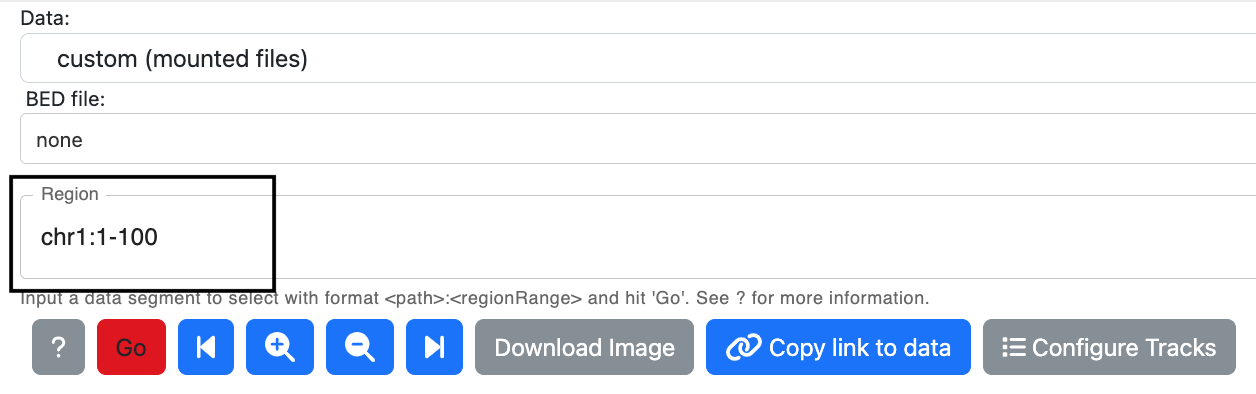 Data:
custom (mounted files)
BED file:
none
Region
chr1:1-100
Input a data segment to select with format <path>:<regionRange> and hit 'Go'. See ? for more information.
? Go Download Image Copy link to data Configure Tracks